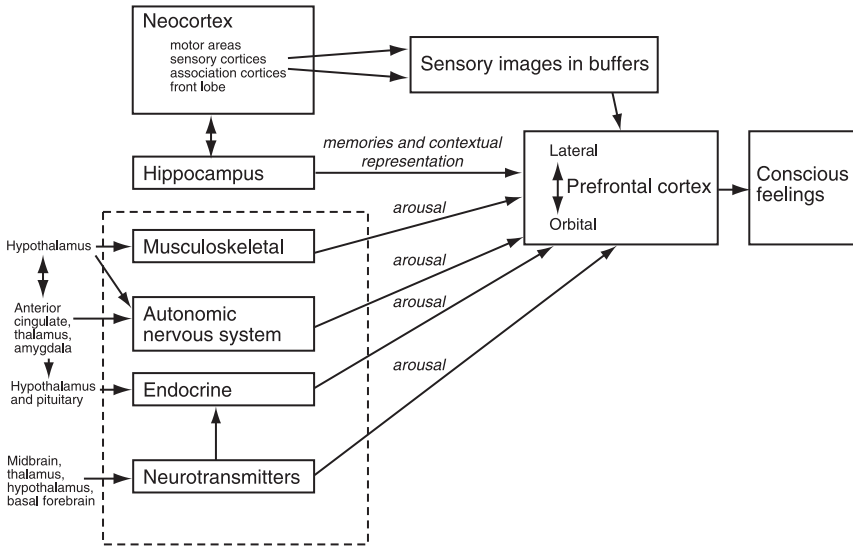 Neocortex
motor areas
sensory cortices
association cortices
front lobe
Sensory images in buffers
Hippocampus
memories and contextual
representation
Lateral
Prefrontal cortex
Orbital
Conscious
feelings
Hypothalamus
Musculoskeletal
arousal
Anterior
cingulate,
thalamus,
amygdala
Autonomic
nervous system
arousal
Hypothalamus
and pituitary
Endocrine
arousal
Midbrain,
thalamus,
hypothalamus,
basal forebrain
Neurotransmitters
arousal